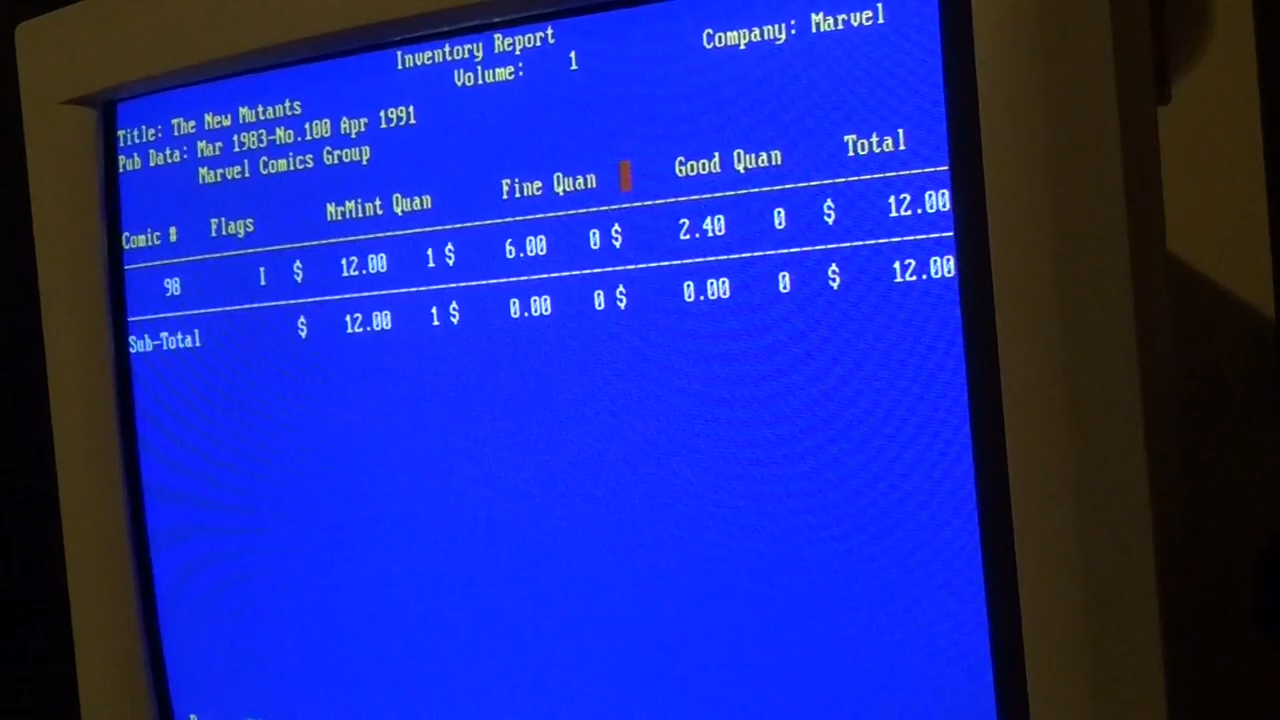 Inventory Report Company: Marvel
Volume: 1
Title: The New Mutants
Pub Data: Mar 1983-No.100 Apr 1991
Marvel Comics Group
Comic # Flags NrMint Quan Fine Quan Good Quan Total
98 I $ 12.00 1 $ 6.00 0 $ 2.40 0 $ 12.00
Sub-Total $ 12.00 1 $ 0.00 0 $ 0.00 0 $ 12.00